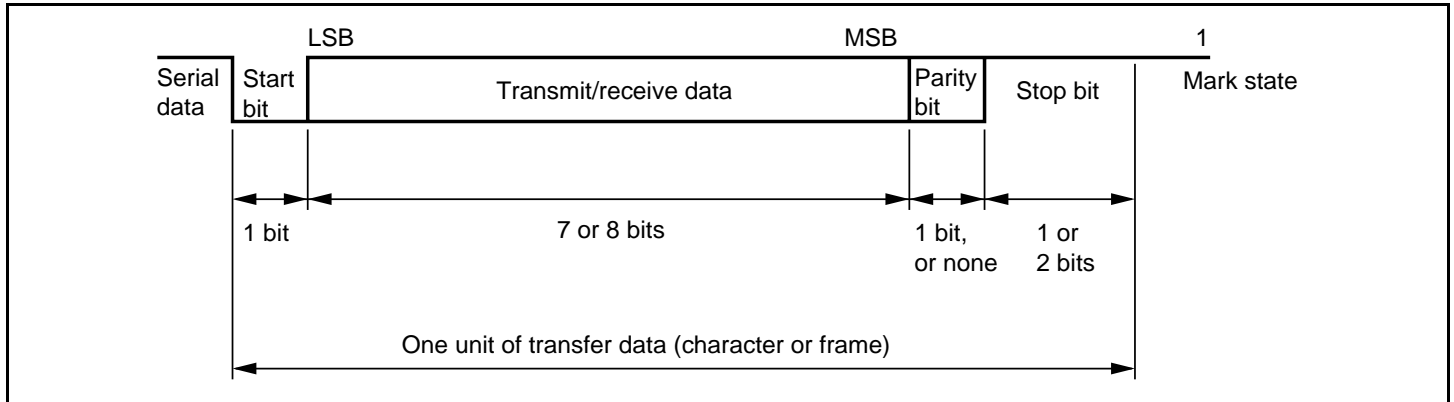 LSB MSB 1
Serial data
Start bit
Transmit/receive data
Parity bit
Stop bit
Mark state
1 bit
7 or 8 bits
1 bit, or none
1 or 2 bits
One unit of transfer data (character or frame)